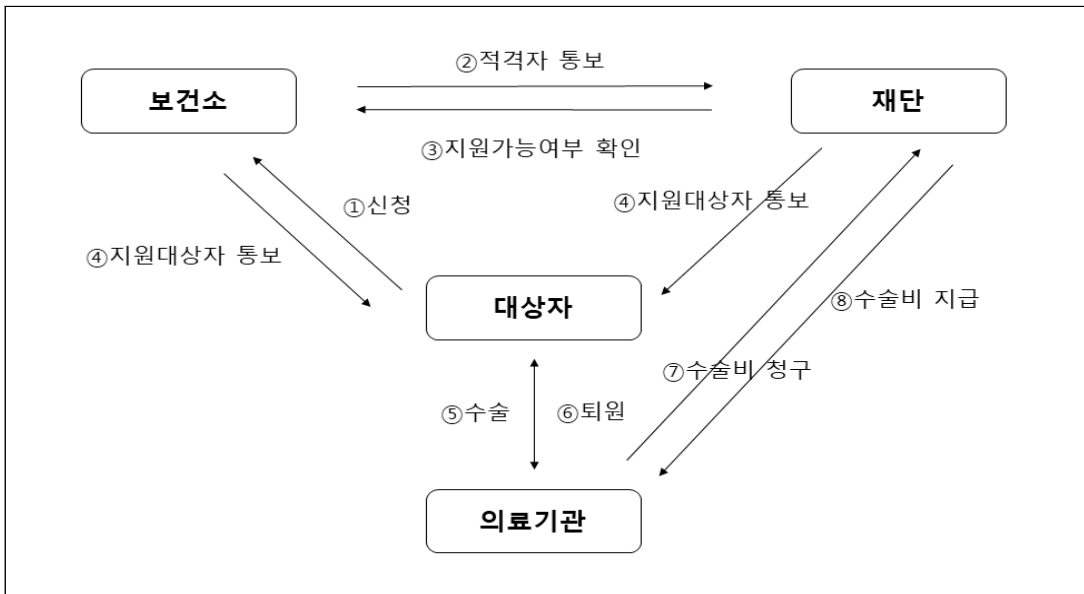 ②적격자 통보
보건소
재단
③지원가능여부 확인
①신청
④지원대상자 통보
④지원대상자 통보
대상자
⑧수술비 지급
⑦수술비 청구
⑤수술
⑥퇴원
의료기관